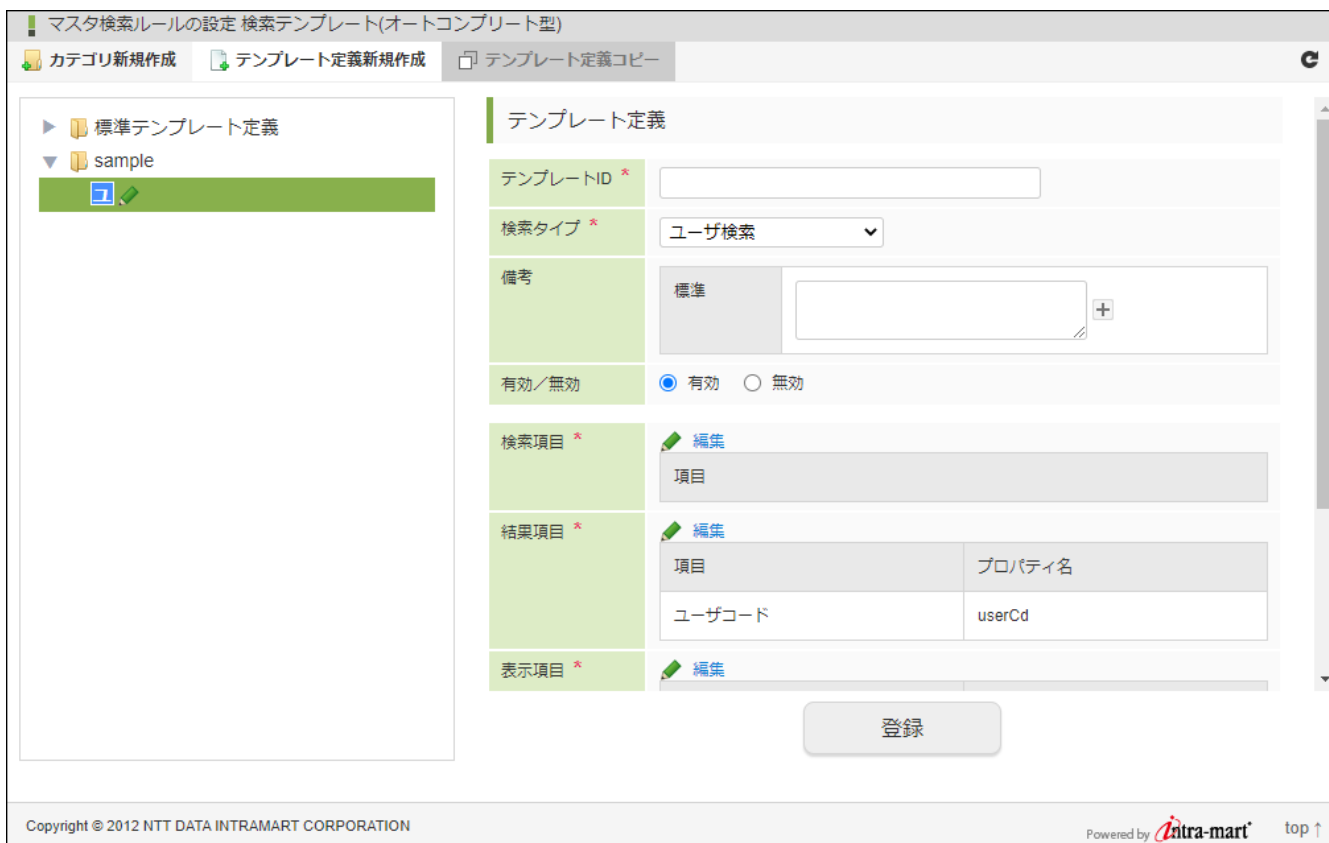 マスタ検索ルールの設定 検索テンプレート(オートコンプリート型)
カテゴリ新規作成 テンプレート定義新規作成 テンプレート定義コピー
標準テンプレート定義
sample
ユ
テンプレート定義
テンプレートID *
検索タイプ * ユーザ検索
備考 標準
有効／無効 有効 無効
検索項目 * 編集
項目
結果項目 * 編集
項目 プロパティ名
ユーザコード userCd
表示項目 * 編集
登録
Copyright © 2012 NTT DATA INTRAMART CORPORATION Powered by intra-mart top ↑